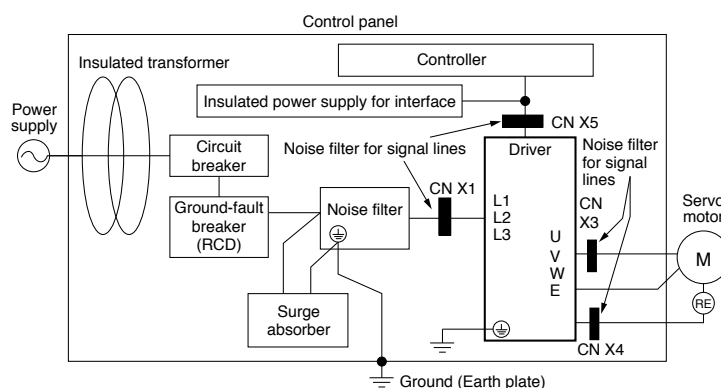 Control panel
Insulated transformer
Controller
Power
supply
Insulated power supply for interface
CN X5
Noise filter for signal lines
Driver
Noise filter
for signal
lines
Circuit
breaker
Ground-fault
breaker
(RCD)
Noise filter
CN X1
L1
L2
L3
CN
X3
Servo
motor
U
V
W
E
M
RE
Surge
absorber
CN X4
Ground (Earth plate)